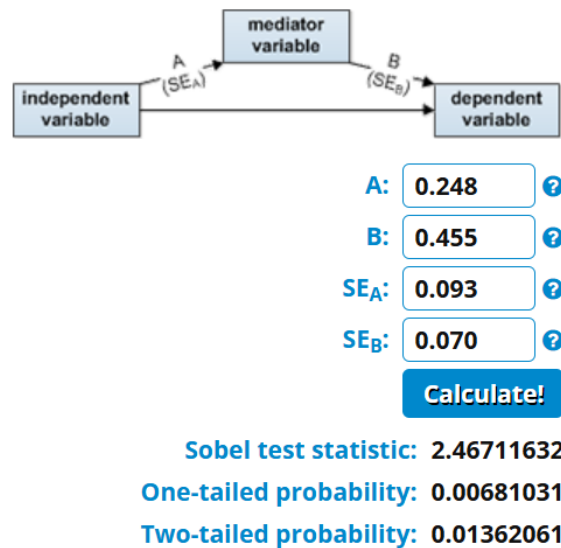 mediator
variable
A
(SEA)
B
(SEB)
independent
variable
dependent
variable
A: 0.248
B: 0.455
SEA: 0.093
SEB: 0.070
Calculate!
Sobel test statistic: 2.46711632
One-tailed probability: 0.00681031
Two-tailed probability: 0.01362061